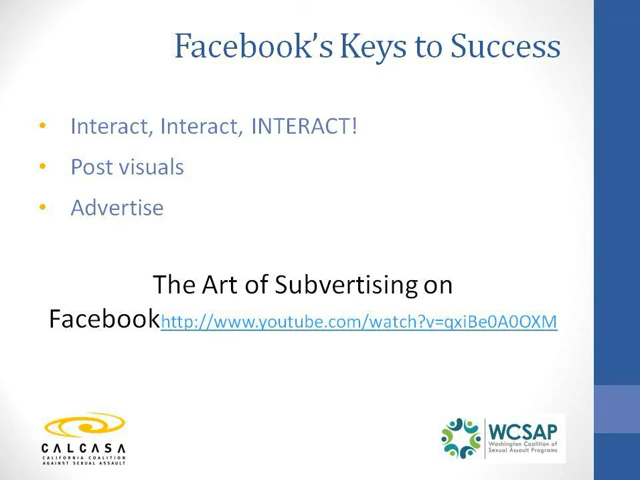 Facebook's Keys to Success
• Interact, Interact, INTERACT!
• Post visuals
• Advertise
The Art of Subvertising on
Facebookhttp://www.youtube.com/watch?v=qxiBe0A0OXM
CALCASA
CALIFORNIA COALITION
AGAINST SEXUAL ASSAULT
WCSAP
Washington Coalition of
Sexual Assault Programs